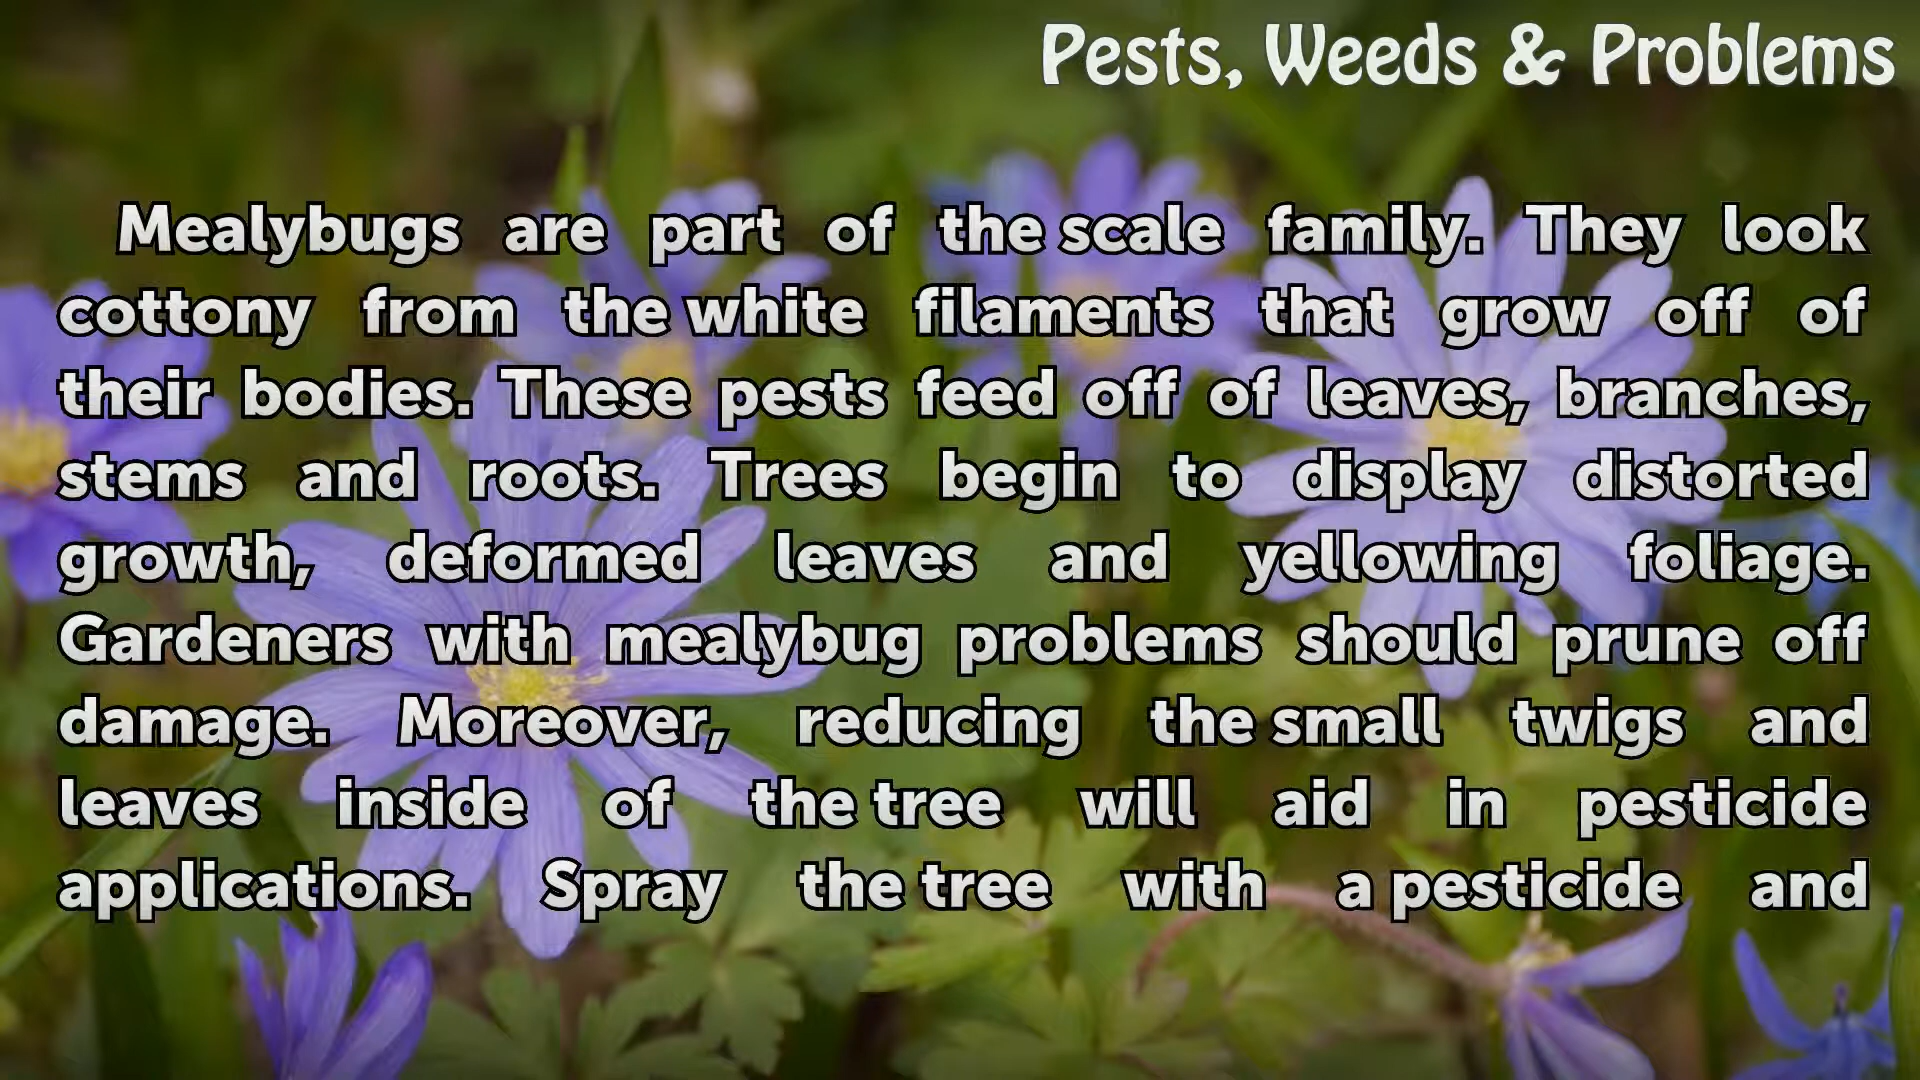 Pests, Weeds & Problems
Mealybugs are part of the scale family. They look
cottony from the white filaments that grow off of
their bodies. These pests feed off of leaves, branches,
stems and roots. Trees begin to display distorted
growth, deformed leaves and yellowing foliage.
Gardeners with mealybug problems should prune off
damage. Moreover, reducing the small twigs and
leaves inside of the tree will aid in pesticide
applications. Spray the tree with a pesticide and